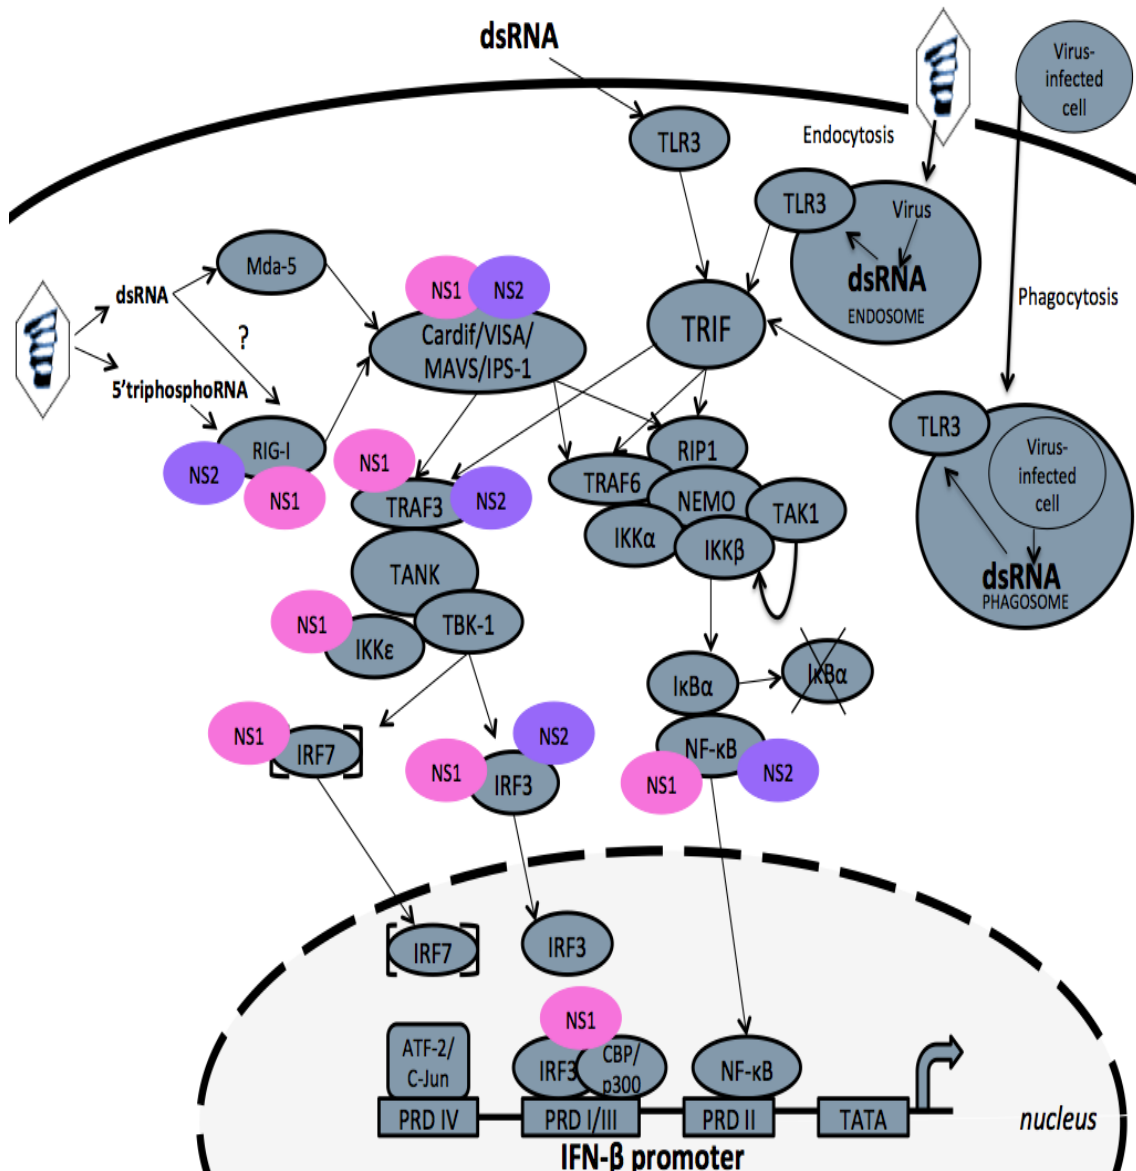 dsRNA
Virus-
infected
cell
Endocytosis
TLR3
TLR3
Virus
dsRNA
ENDOSOME
Phagocytosis
Mda-5
dsRNA
?
5'triphosphoRNA
NS1
NS2
Cardif/VISA/
MAVS/IPS-1
TRIF
RIG-I
NS2
NS1
NS1
TRAF3
NS2
TANK
TBK-1
NS1
IKKε
RIP1
TRAF6
NEMO
TAK1
IKKα
IKKβ
TLR3
Virus-
infected
cell
dsRNA
PHAGOSOME
IκBα
IκBα
NS1
IRF7
NS2
NS1
IRF3
NF-κB
NS1
NS2
IRF7
IRF3
NS1
ATF-2/
C-Jun
IRF3
CBP/
p300
NF-κB
PRD IV
PRD I/III
PRD II
TATA
nucleus
IFN-β promoter